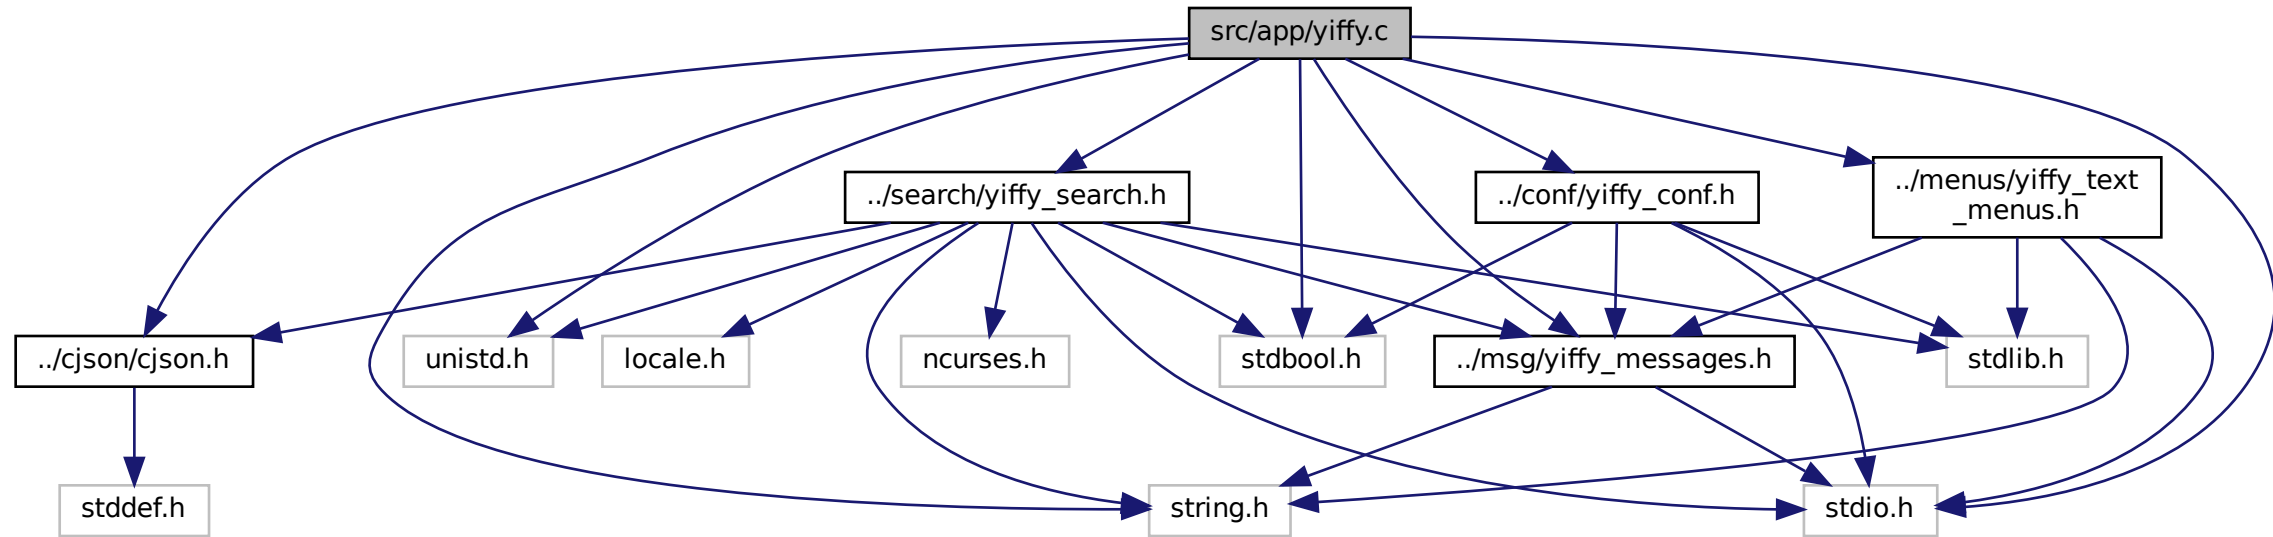 src/app/yiffy.c
../search/yiffy_search.h
../conf/yiffy_conf.h
../menus/yiffy_text
_menus.h
../cjson/cjson.h
unistd.h
locale.h
ncurses.h
stdbool.h
../msg/yiffy_messages.h
stdlib.h
stddef.h
string.h
stdio.h